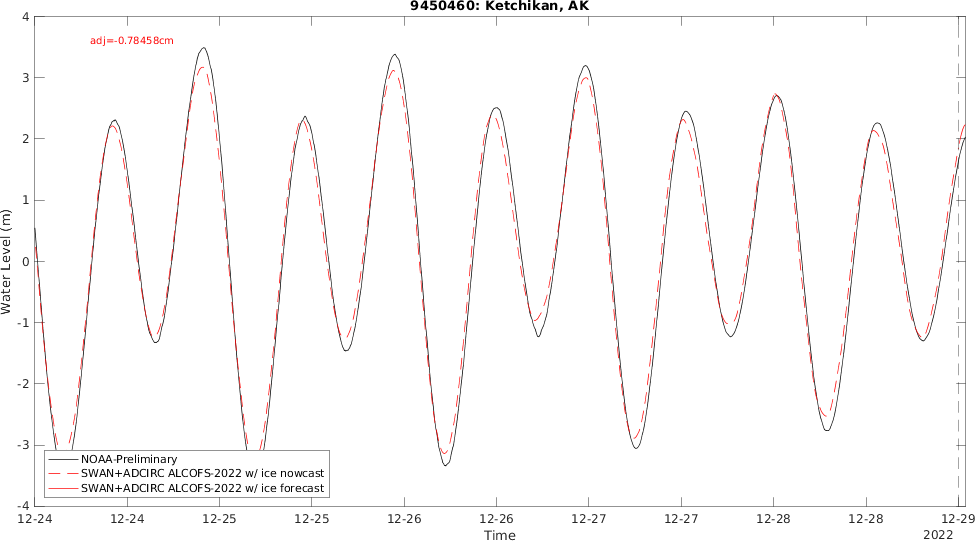 9450460: Ketchikan, AK
adj=-0.78458cm
4
3
2
1
0
-1
-2
-3
-4
Water Level (m)
NOAA-Preliminary
SWAN+ADCIRC ALCOFS-2022 w/ ice nowcast
SWAN+ADCIRC ALCOFS-2022 w/ ice forecast
12-24 12-24 12-25 12-25 12-26 12-26 12-27 12-27 12-28 12-28 12-29
Time
2022